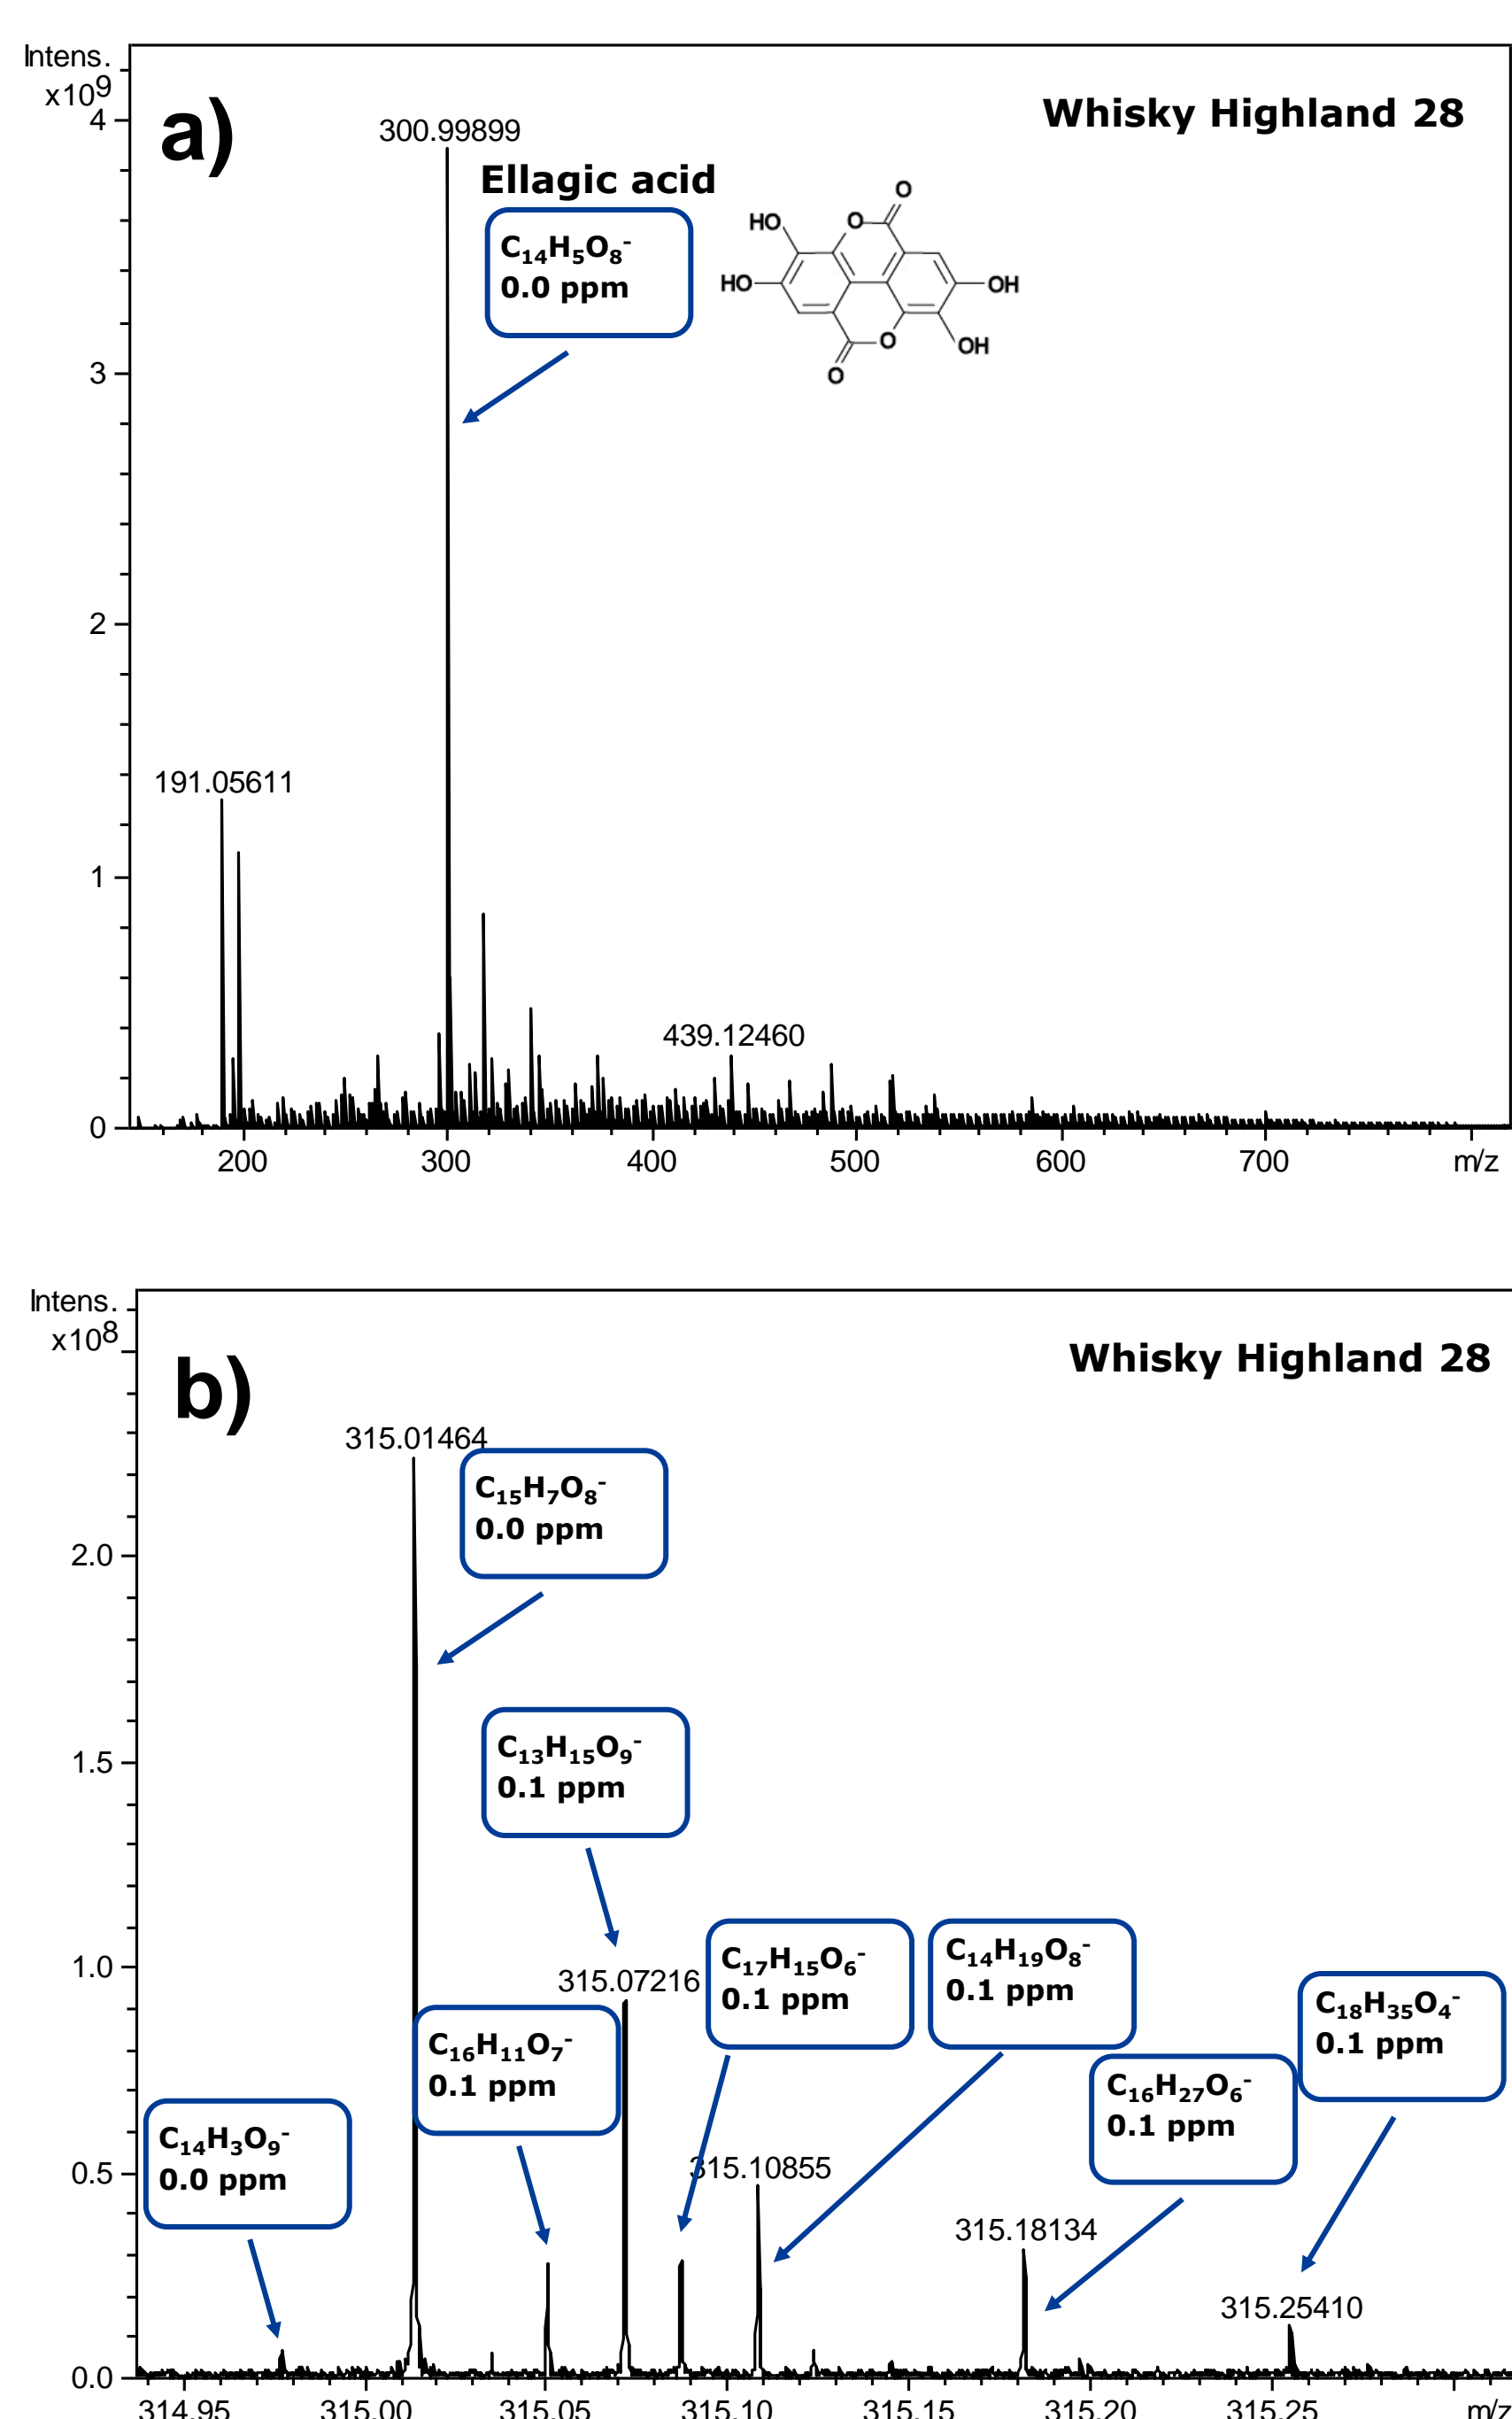 Intens.
x10⁹
a)
Whisky Highland 28
4
300.99899
Ellagic acid
C₁₄H₅O₈⁻
0.0 ppm
O
HO
O
HO
OH
O
OH
O
3
2
191.05611
1
439.12460
0
200 300 400 500 600 700 m/z
Intens.
x10⁸
b)
Whisky Highland 28
315.01464
C₁₅H₇O₈⁻
0.0 ppm
2.0
C₁₃H₁₅O₉⁻
0.1 ppm
1.5
1.0
315.07216
C₁₇H₁₅O₆⁻
0.1 ppm
C₁₄H₁₉O₈⁻
0.1 ppm
C₁₈H₃₅O₄⁻
0.1 ppm
C₁₆H₁₁O₇⁻
0.1 ppm
C₁₆H₂₇O₆⁻
0.1 ppm
C₁₄H₃O₉⁻
0.0 ppm
0.5
315.10855
315.18134
315.25410
0.0
314.95 315.00 315.05 315.10 315.15 315.20 315.25 m/z